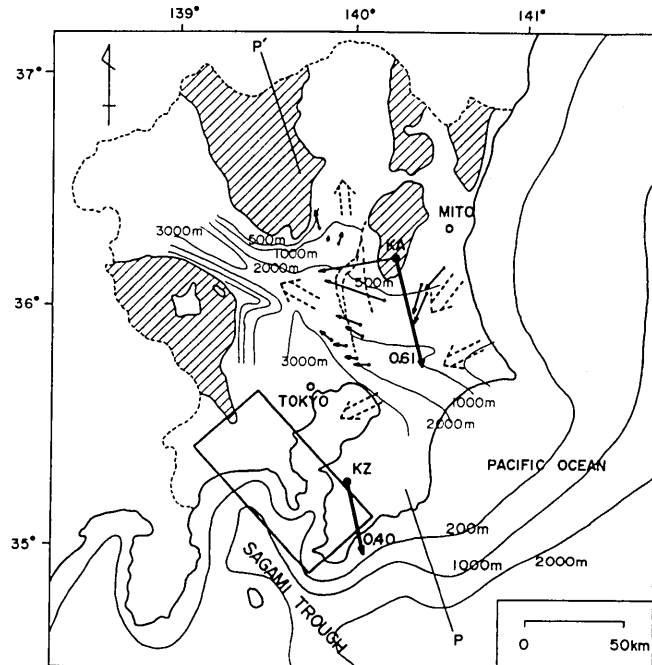 139°
140°
141°
P'
37°
MITO
3000m
500m
1000m
2000m
KA
500m
36°
0.61
3000m
TOKYO
1000m
2000m
KZ
PACIFIC OCEAN
0.40
200m
35°
1000m
2000m
SAGAMI TROUGH
P
0 50km